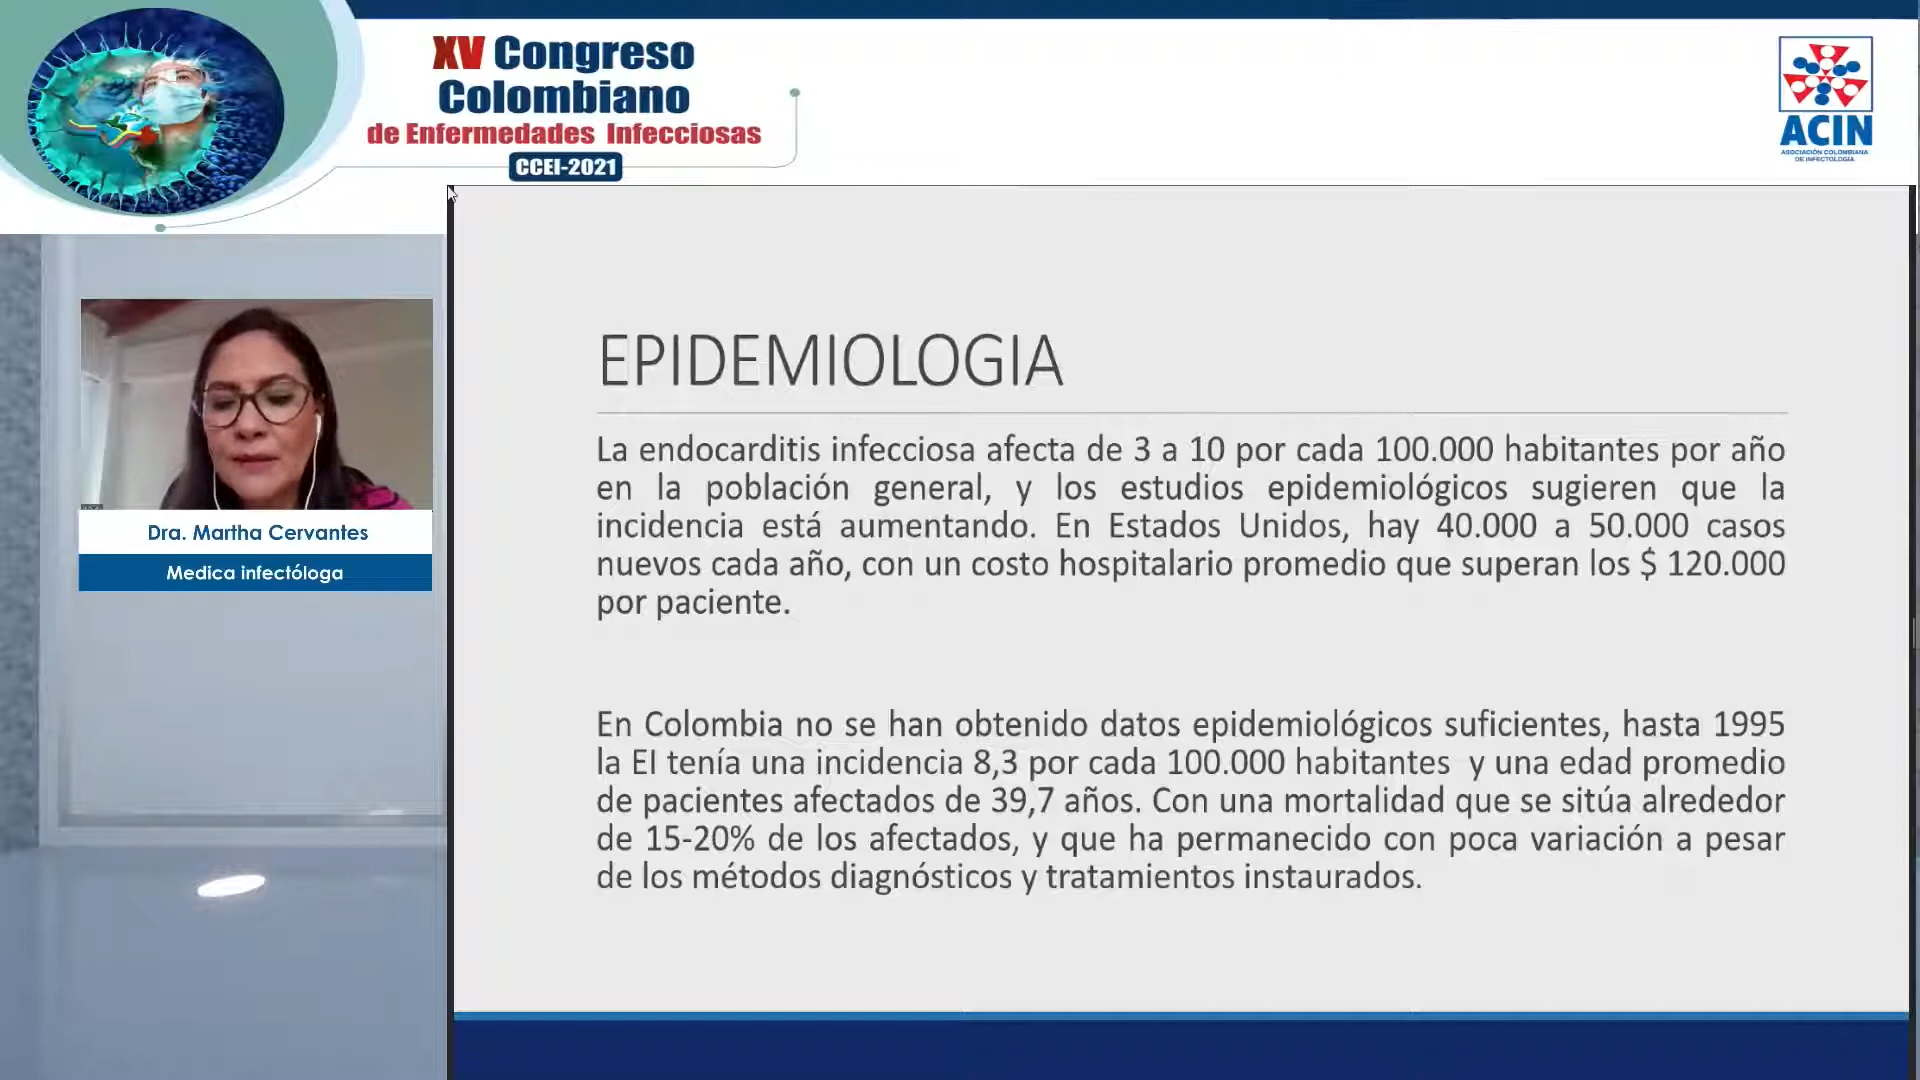 XV Congreso
Colombiano
de Enfermedades Infecciosas
CCEI-2021
ACIN
ASOCIACIÓN COLOMBIANA
DE INFECTOLOGÍA
Dra. Martha Cervantes
Medica infectóloga
EPIDEMIOLOGIA
La endocarditis infecciosa afecta de 3 a 10 por cada 100.000 habitantes por año
en la población general, y los estudios epidemiológicos sugieren que la
incidencia está aumentando. En Estados Unidos, hay 40.000 a 50.000 casos
nuevos cada año, con un costo hospitalario promedio que superan los $ 120.000
por paciente.
En Colombia no se han obtenido datos epidemiológicos suficientes, hasta 1995
la EI tenía una incidencia 8,3 por cada 100.000 habitantes y una edad promedio
de pacientes afectados de 39,7 años. Con una mortalidad que se sitúa alrededor
de 15-20% de los afectados, y que ha permanecido con poca variación a pesar
de los métodos diagnósticos y tratamientos instaurados.